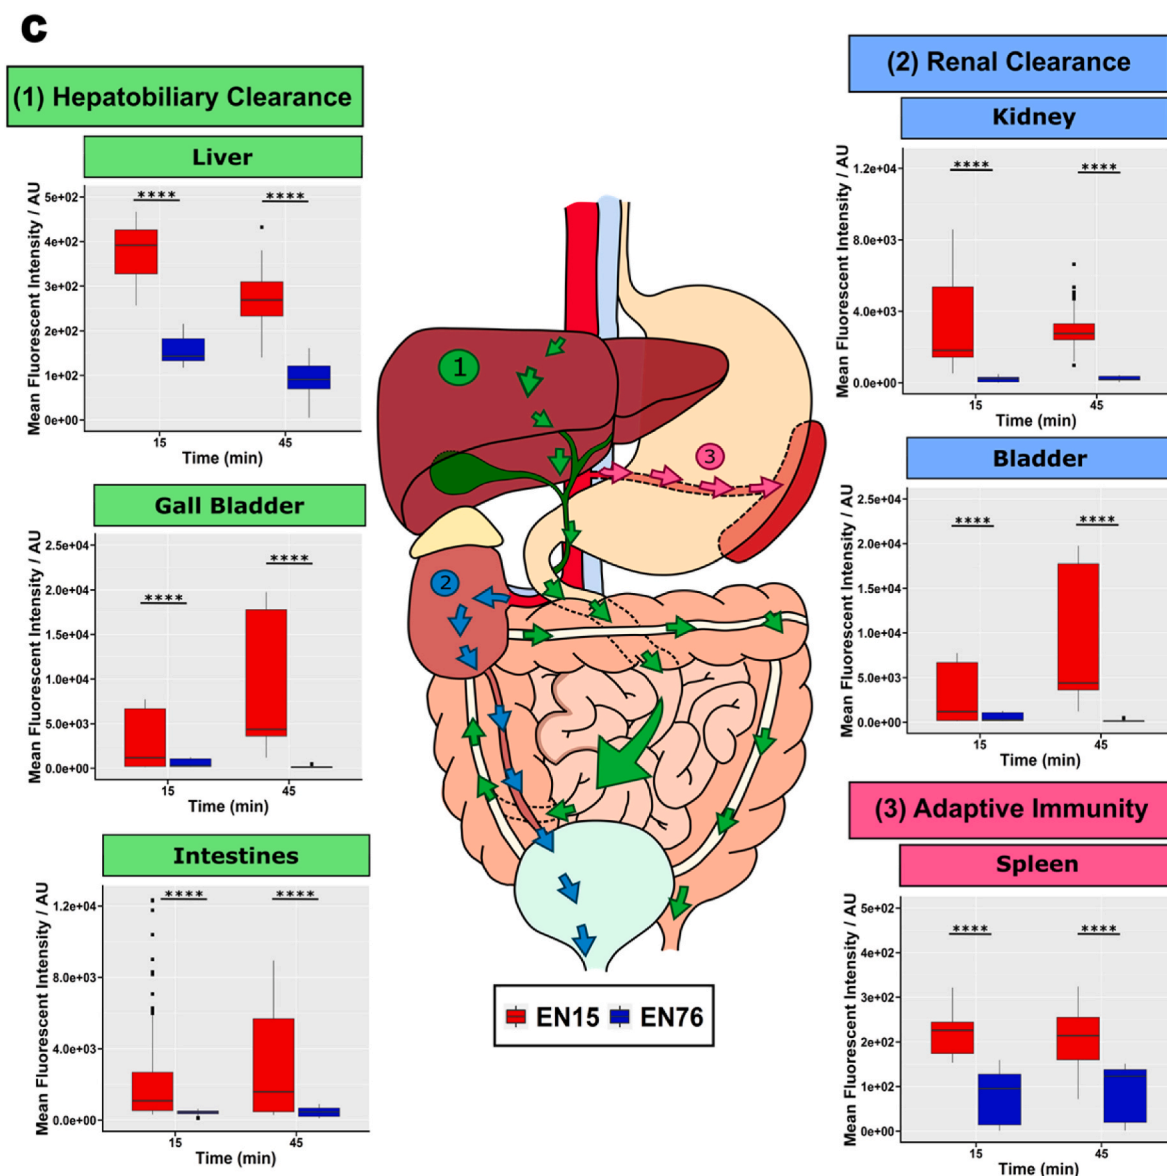 c
(1) Hepatobiliary Clearance
Liver
Mean Fluorescent Intensity / AU
5e+02
4e+02
3e+02
2e+02
1e+02
0e+00
****
****
15
45
Time (min)
Gall Bladder
Mean Fluorescent Intensity / AU
2.5e+04
2.0e+04
1.5e+04
1.0e+04
5.0e+03
0.0e+00
****
****
15
45
Time (min)
Intestines
Mean Fluorescent Intensity / AU
1.2e+04
8.0e+03
4.0e+03
0.0e+00
****
****
15
45
Time (min)
1
2
3
EN15 EN76
(2) Renal Clearance
Kidney
Mean Fluorescent Intensity / AU
1.2e+04
8.0e+03
4.0e+03
0.0e+00
****
****
15
45
Time (min)
Bladder
Mean Fluorescent Intensity / AU
2.5e+04
2.0e+04
1.5e+04
1.0e+04
5.0e+03
0.0e+00
****
****
15
45
Time (min)
(3) Adaptive Immunity
Spleen
Mean Fluorescent Intensity / AU
5e+02
4e+02
3e+02
2e+02
1e+02
0e+00
****
****
15
45
Time (min)